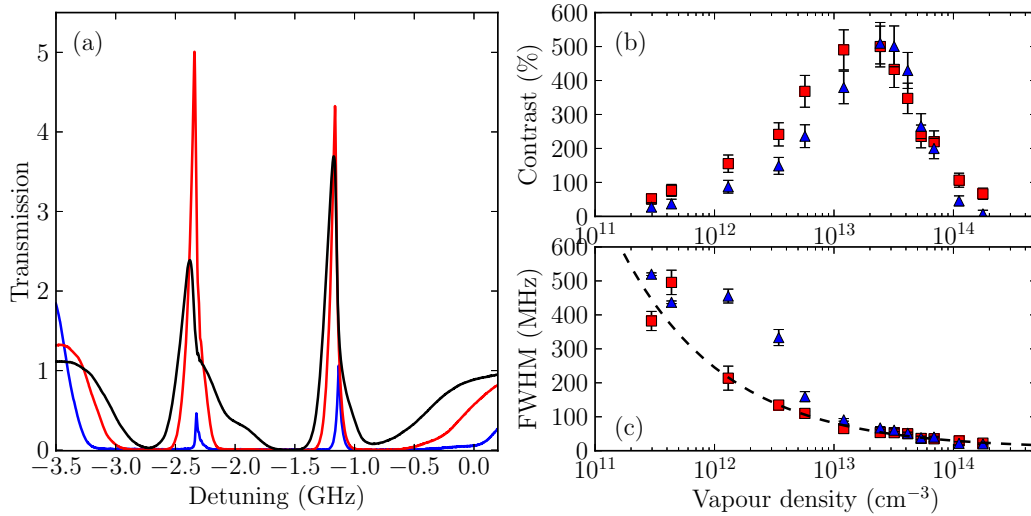 (a)
Transmission
5
4
3
2
1
0
−3.5 −3.0 −2.5 −2.0 −1.5 −1.0 −0.5 0.0
Detuning (GHz)
(b)
Contrast (%)
600
500
400
300
200
100
0
10^11 10^12 10^13 10^14
(c)
FWHM (MHz)
600
500
400
300
200
100
0
10^11 10^12 10^13 10^14
Vapour density (cm^−3)